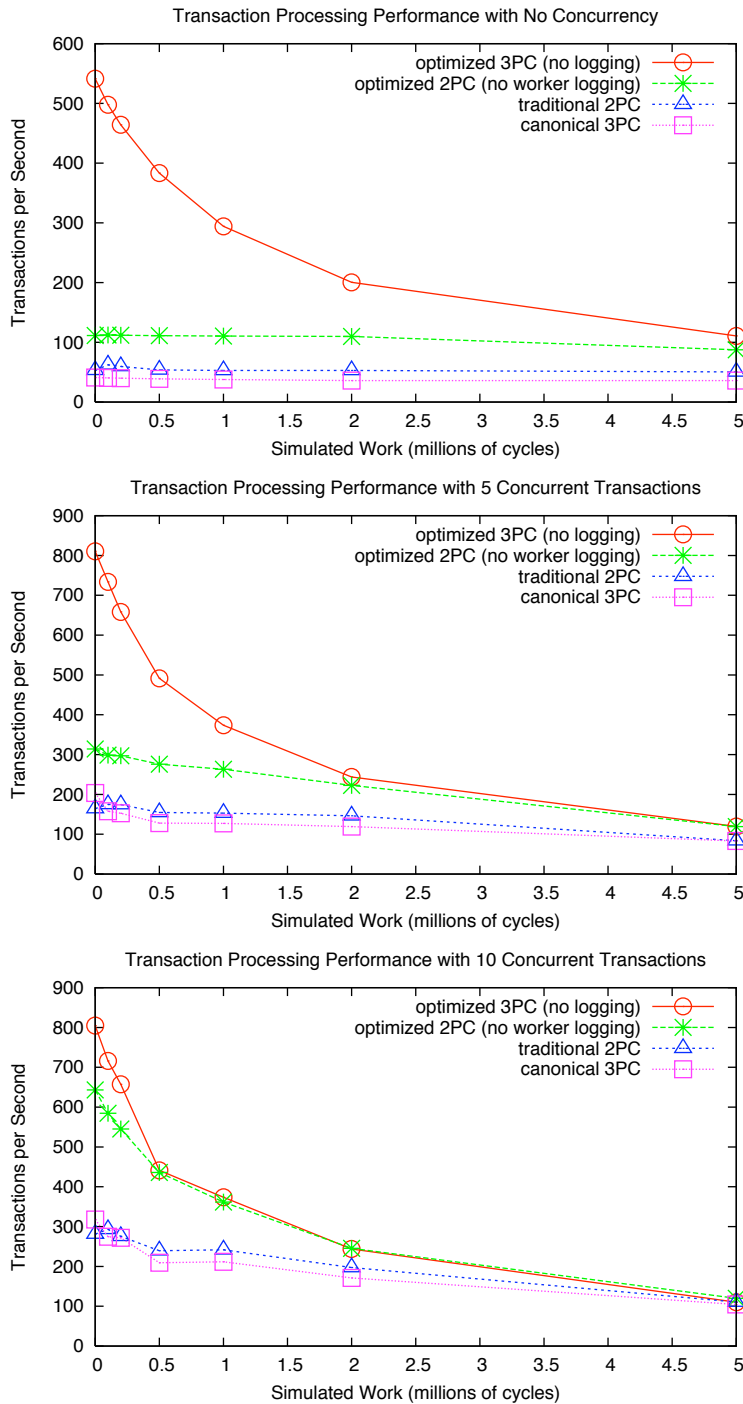 Transaction Processing Performance with No Concurrency
600
500
400
300
200
100
0
Transactions per Second
optimized 3PC (no logging)
optimized 2PC (no worker logging)
traditional 2PC
canonical 3PC
0 0.5 1 1.5 2 2.5 3 3.5 4 4.5 5
Simulated Work (millions of cycles)
Transaction Processing Performance with 5 Concurrent Transactions
900
800
700
600
500
400
300
200
100
0
Transactions per Second
optimized 3PC (no logging)
optimized 2PC (no worker logging)
traditional 2PC
canonical 3PC
0 0.5 1 1.5 2 2.5 3 3.5 4 4.5 5
Simulated Work (millions of cycles)
Transaction Processing Performance with 10 Concurrent Transactions
900
800
700
600
500
400
300
200
100
0
Transactions per Second
optimized 3PC (no logging)
optimized 2PC (no worker logging)
traditional 2PC
canonical 3PC
0 0.5 1 1.5 2 2.5 3 3.5 4 4.5 5
Simulated Work (millions of cycles)